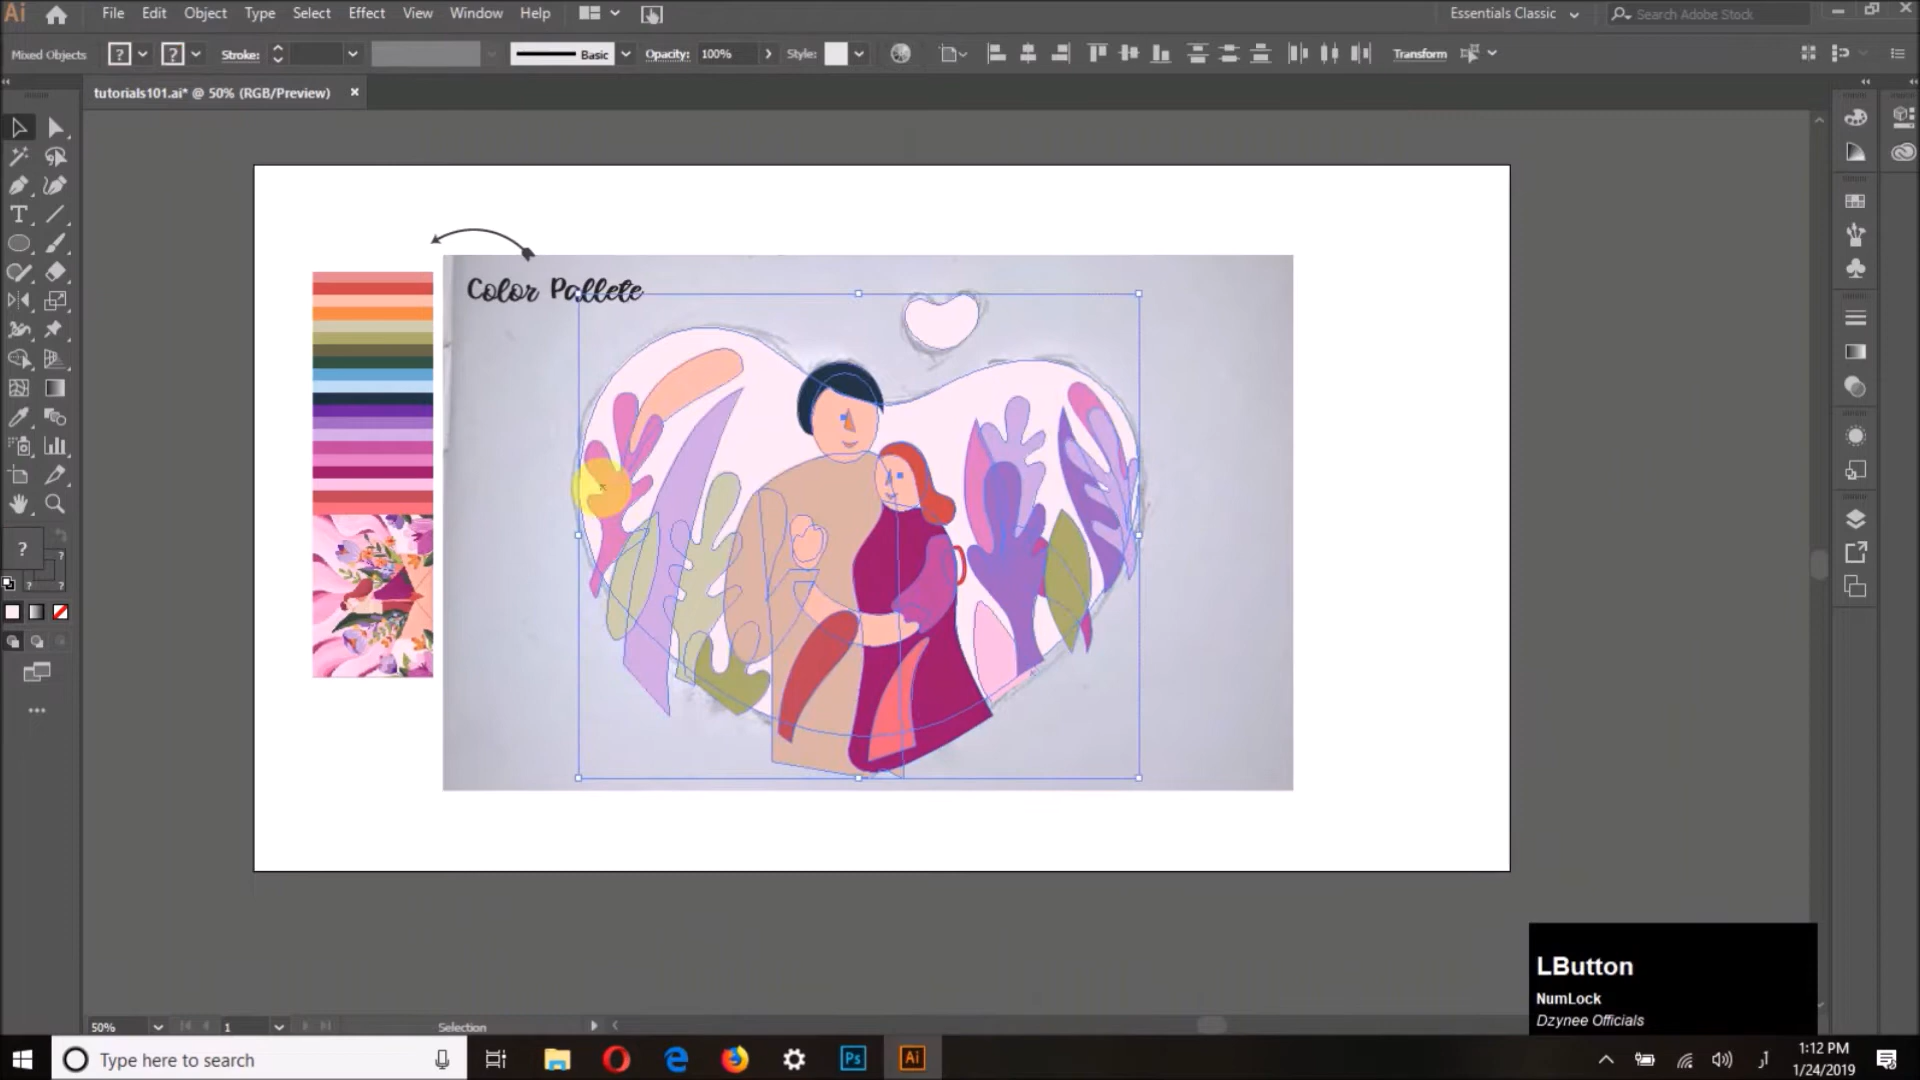 Ai File Edit Object Type Select Effect View Window Help Essentials Classic Search Adobe Stock
Mixed Objects ? ? Stroke: Basic Opacity: 100% Style: Transform
tutorials101.ai* @ 50% (RGB/Preview) ×
Color Pallete
?
?
? ?
LButton
NumLock
Dzynee Officials
50% 1 Selection
Type here to search Ps Ai 1:12 PM
1/24/2019